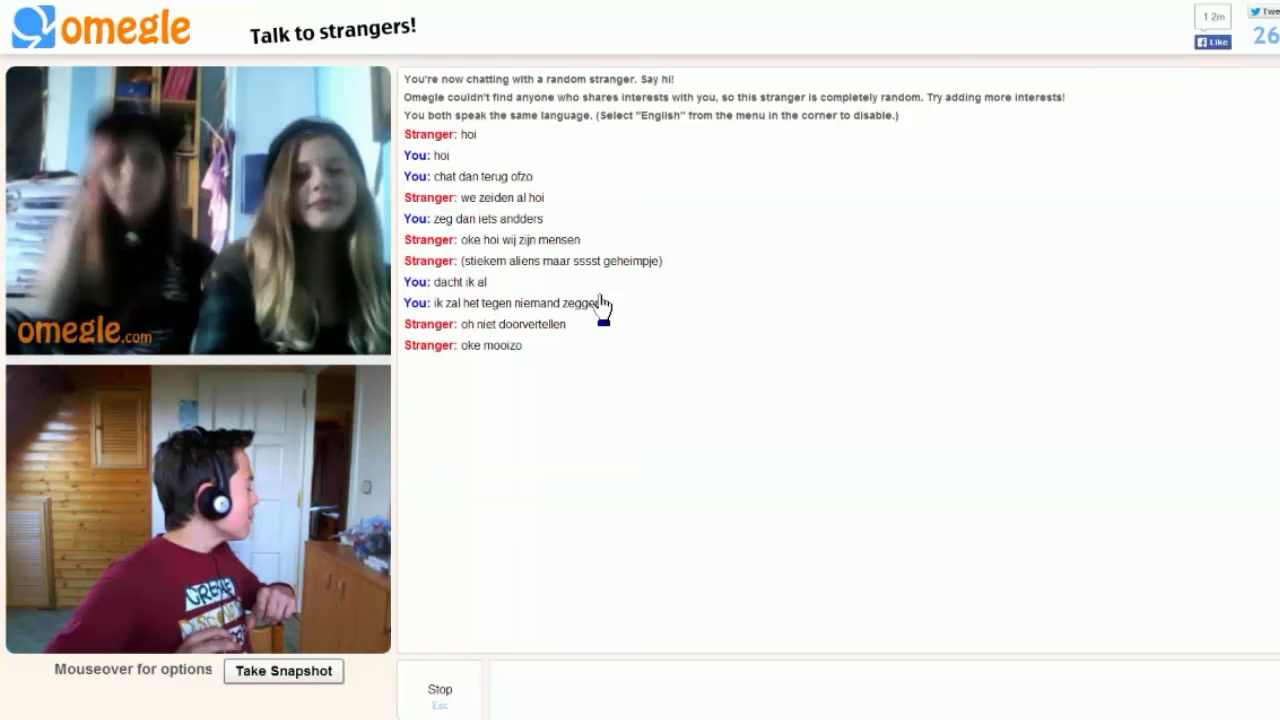 omegle
Talk to strangers!
1.2m
Like
26
You're now chatting with a random stranger. Say hi!
Omegle couldn't find anyone who shares interests with you, so this stranger is completely random. Try adding more interests!
You both speak the same language. (Select "English" from the menu in the corner to disable.)
Stranger: hoi
You: hoi
You: chat dan terug ofzo
Stranger: we zeiden al hoi
You: zeg dan iets andders
Stranger: oke hoi wij zijn mensen
Stranger: (stiekem aliens maar sssst geheimpje)
You: dacht ik al
You: ik zal het tegen niemand
Stranger: oh niet doorvertellen
Stranger: oke mooizo
omegle.com
Mouseover for options
Take Snapshot
Stop
Esc